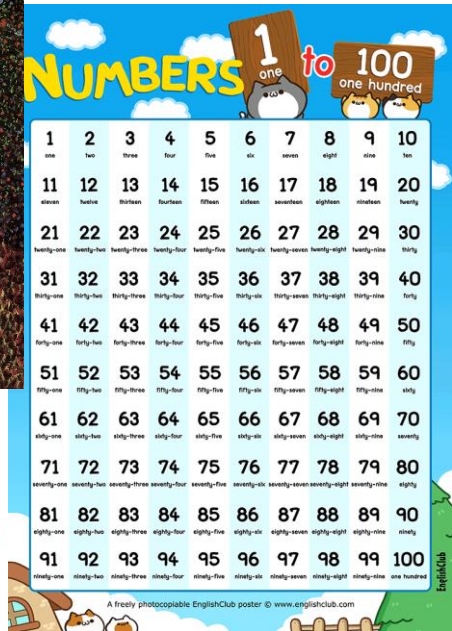 NUMBERS 1 to 100
one one hundred
1 2 3 4 5 6 7 8 9 10
one two three four five six seven eight nine ten
11 12 13 14 15 16 17 18 19 20
eleven twelve thirteen fourteen fifteen sixteen seventeen eighteen nineteen twenty
21 22 23 24 25 26 27 28 29 30
twenty-one twenty-two twenty-three twenty-four twenty-five twenty-six twenty-seven twenty-eight twenty-nine thirty
31 32 33 34 35 36 37 38 39 40
thirty-one thirty-two thirty-three thirty-four thirty-five thirty-six thirty-seven thirty-eight thirty-nine forty
41 42 43 44 45 46 47 48 49 50
forty-one forty-two forty-three forty-four forty-five forty-six forty-seven forty-eight forty-nine fifty
51 52 53 54 55 56 57 58 59 60
fifty-one fifty-two fifty-three fifty-four fifty-five fifty-six fifty-seven fifty-eight fifty-nine sixty
61 62 63 64 65 66 67 68 69 70
sixty-one sixty-two sixty-three sixty-four sixty-five sixty-six sixty-seven sixty-eight sixty-nine seventy
71 72 73 74 75 76 77 78 79 80
seventy-one seventy-two seventy-three seventy-four seventy-five seventy-six seventy-seven seventy-eight seventy-nine eighty
81 82 83 84 85 86 87 88 89 90
eighty-one eighty-two eighty-three eighty-four eighty-five eighty-six eighty-seven eighty-eight eighty-nine ninety
91 92 93 94 95 96 97 98 99 100
ninety-one ninety-two ninety-three ninety-four ninety-five ninety-six ninety-seven ninety-eight ninety-nine one hundred
EnglishClub
A freely photocopiable EnglishClub poster © www.englishclub.com